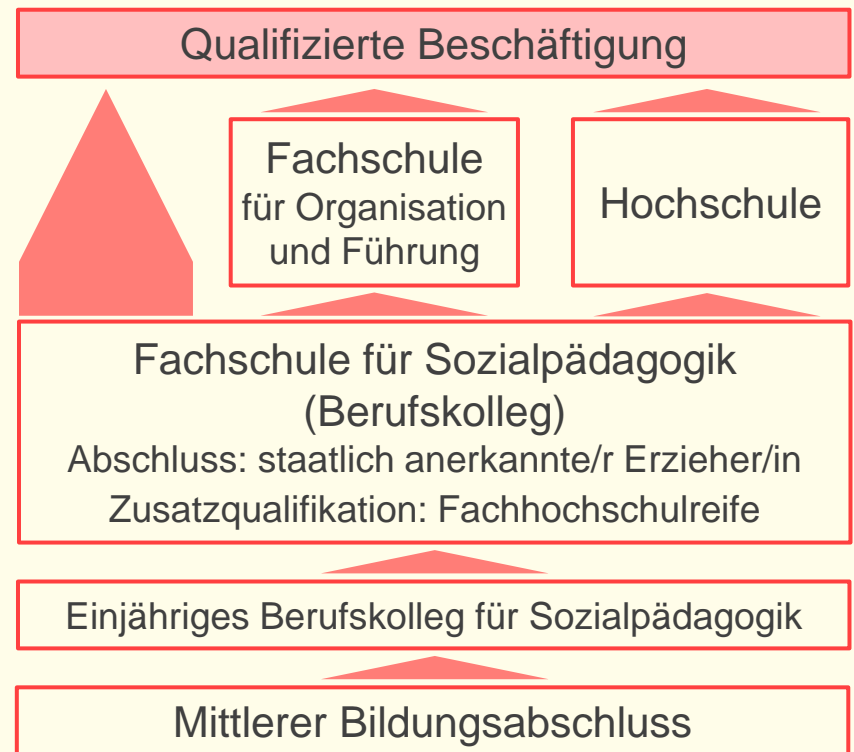 Qualifizierte Beschäftigung
Fachschule
für Organisation
und Führung
Hochschule
Fachschule für Sozialpädagogik
(Berufskolleg)
Abschluss: staatlich anerkannte/r Erzieher/in
Zusatzqualifikation: Fachhochschulreife
Einjähriges Berufskolleg für Sozialpädagogik
Mittlerer Bildungsabschluss